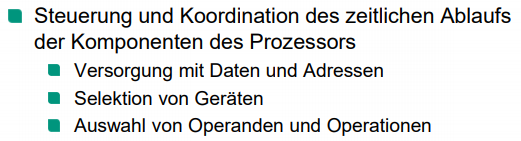 Steuerung und Koordination des zeitlichen Ablaufs
der Komponenten des Prozessors
Versorgung mit Daten und Adressen
Selektion von Geräten
Auswahl von Operanden und Operationen